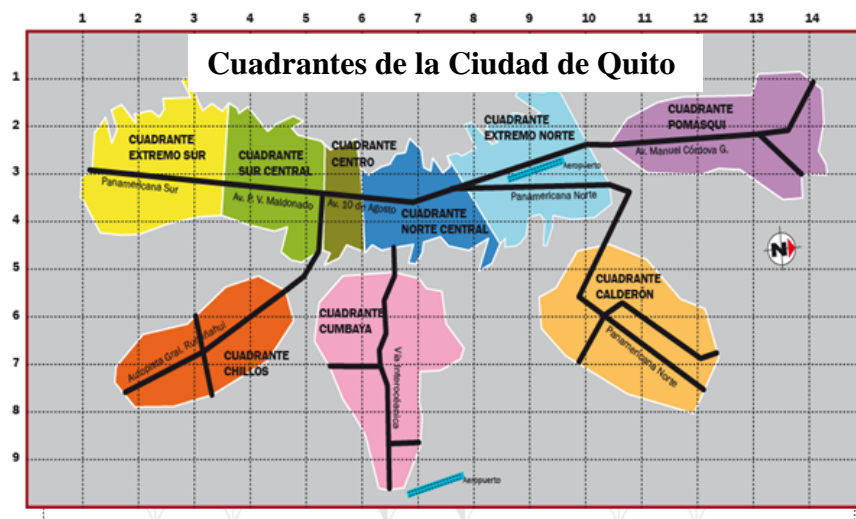 1 2 3 4 5 6 7 8 9 10 11 12 13 14
Cuadrantes de la Ciudad de Quito
1
2
3
4
5
6
7
8
9
CUADRANTE
EXTREMO SUR
Panamericana Sur
CUADRANTE
SUR CENTRAL
Av. P. V. Maldonado
CUADRANTE
CENTRO
Av. 10 de Agosto
CUADRANTE
NORTE CENTRAL
CUADRANTE
EXTREMO NORTE
Aeropuerto
Panamericana Norte
CUADRANTE
POMASQUI
Av. Manuel Córdova G.
N
Autopista Gral. Rumiñahui
CUADRANTE
CHILLOS
CUADRANTE
CUMBAYA
Vía Interoceánica
Aeropuerto
CUADRANTE
CALDERÓN
Panamericana Norte